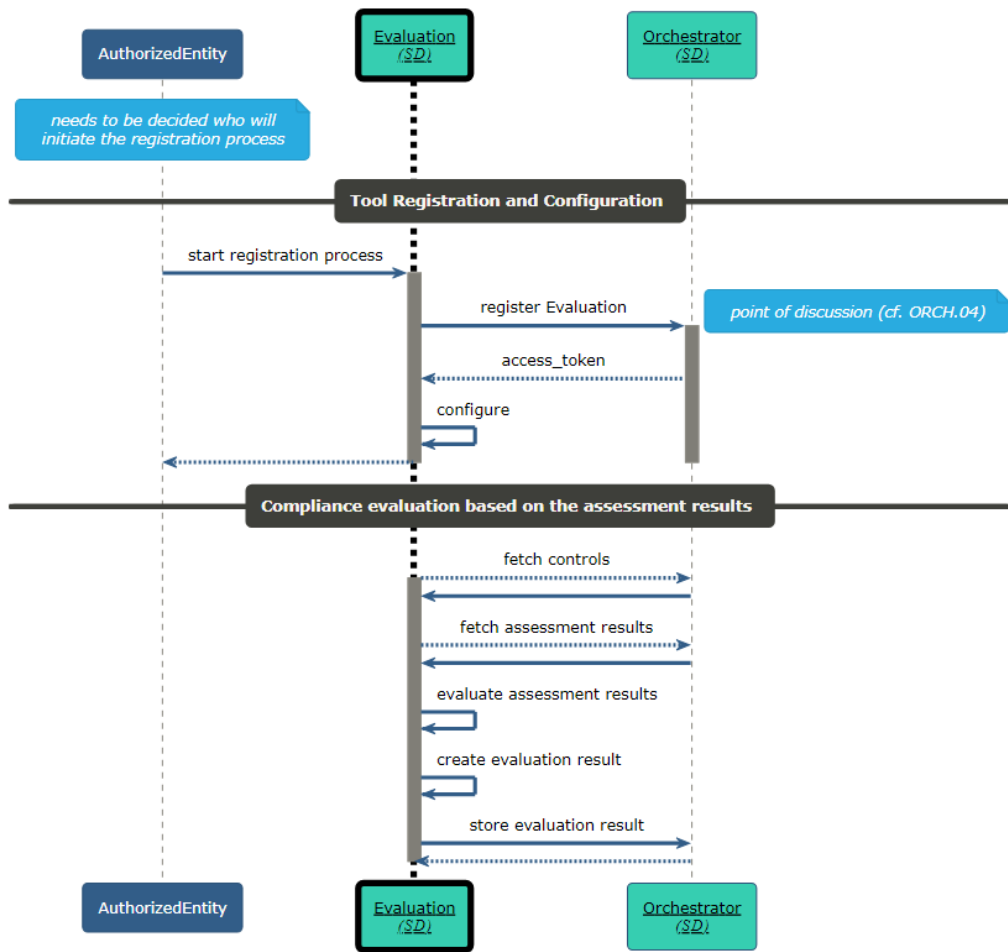 AuthorizedEntity
Evaluation
(SD)
Orchestrator
(SD)
needs to be decided who will
initiate the registration process
Tool Registration and Configuration
start registration process
register Evaluation
point of discussion (cf. ORCH.04)
access_token
configure
Compliance evaluation based on the assessment results
fetch controls
fetch assessment results
evaluate assessment results
create evaluation result
store evaluation result
AuthorizedEntity
Evaluation
(SD)
Orchestrator
(SD)